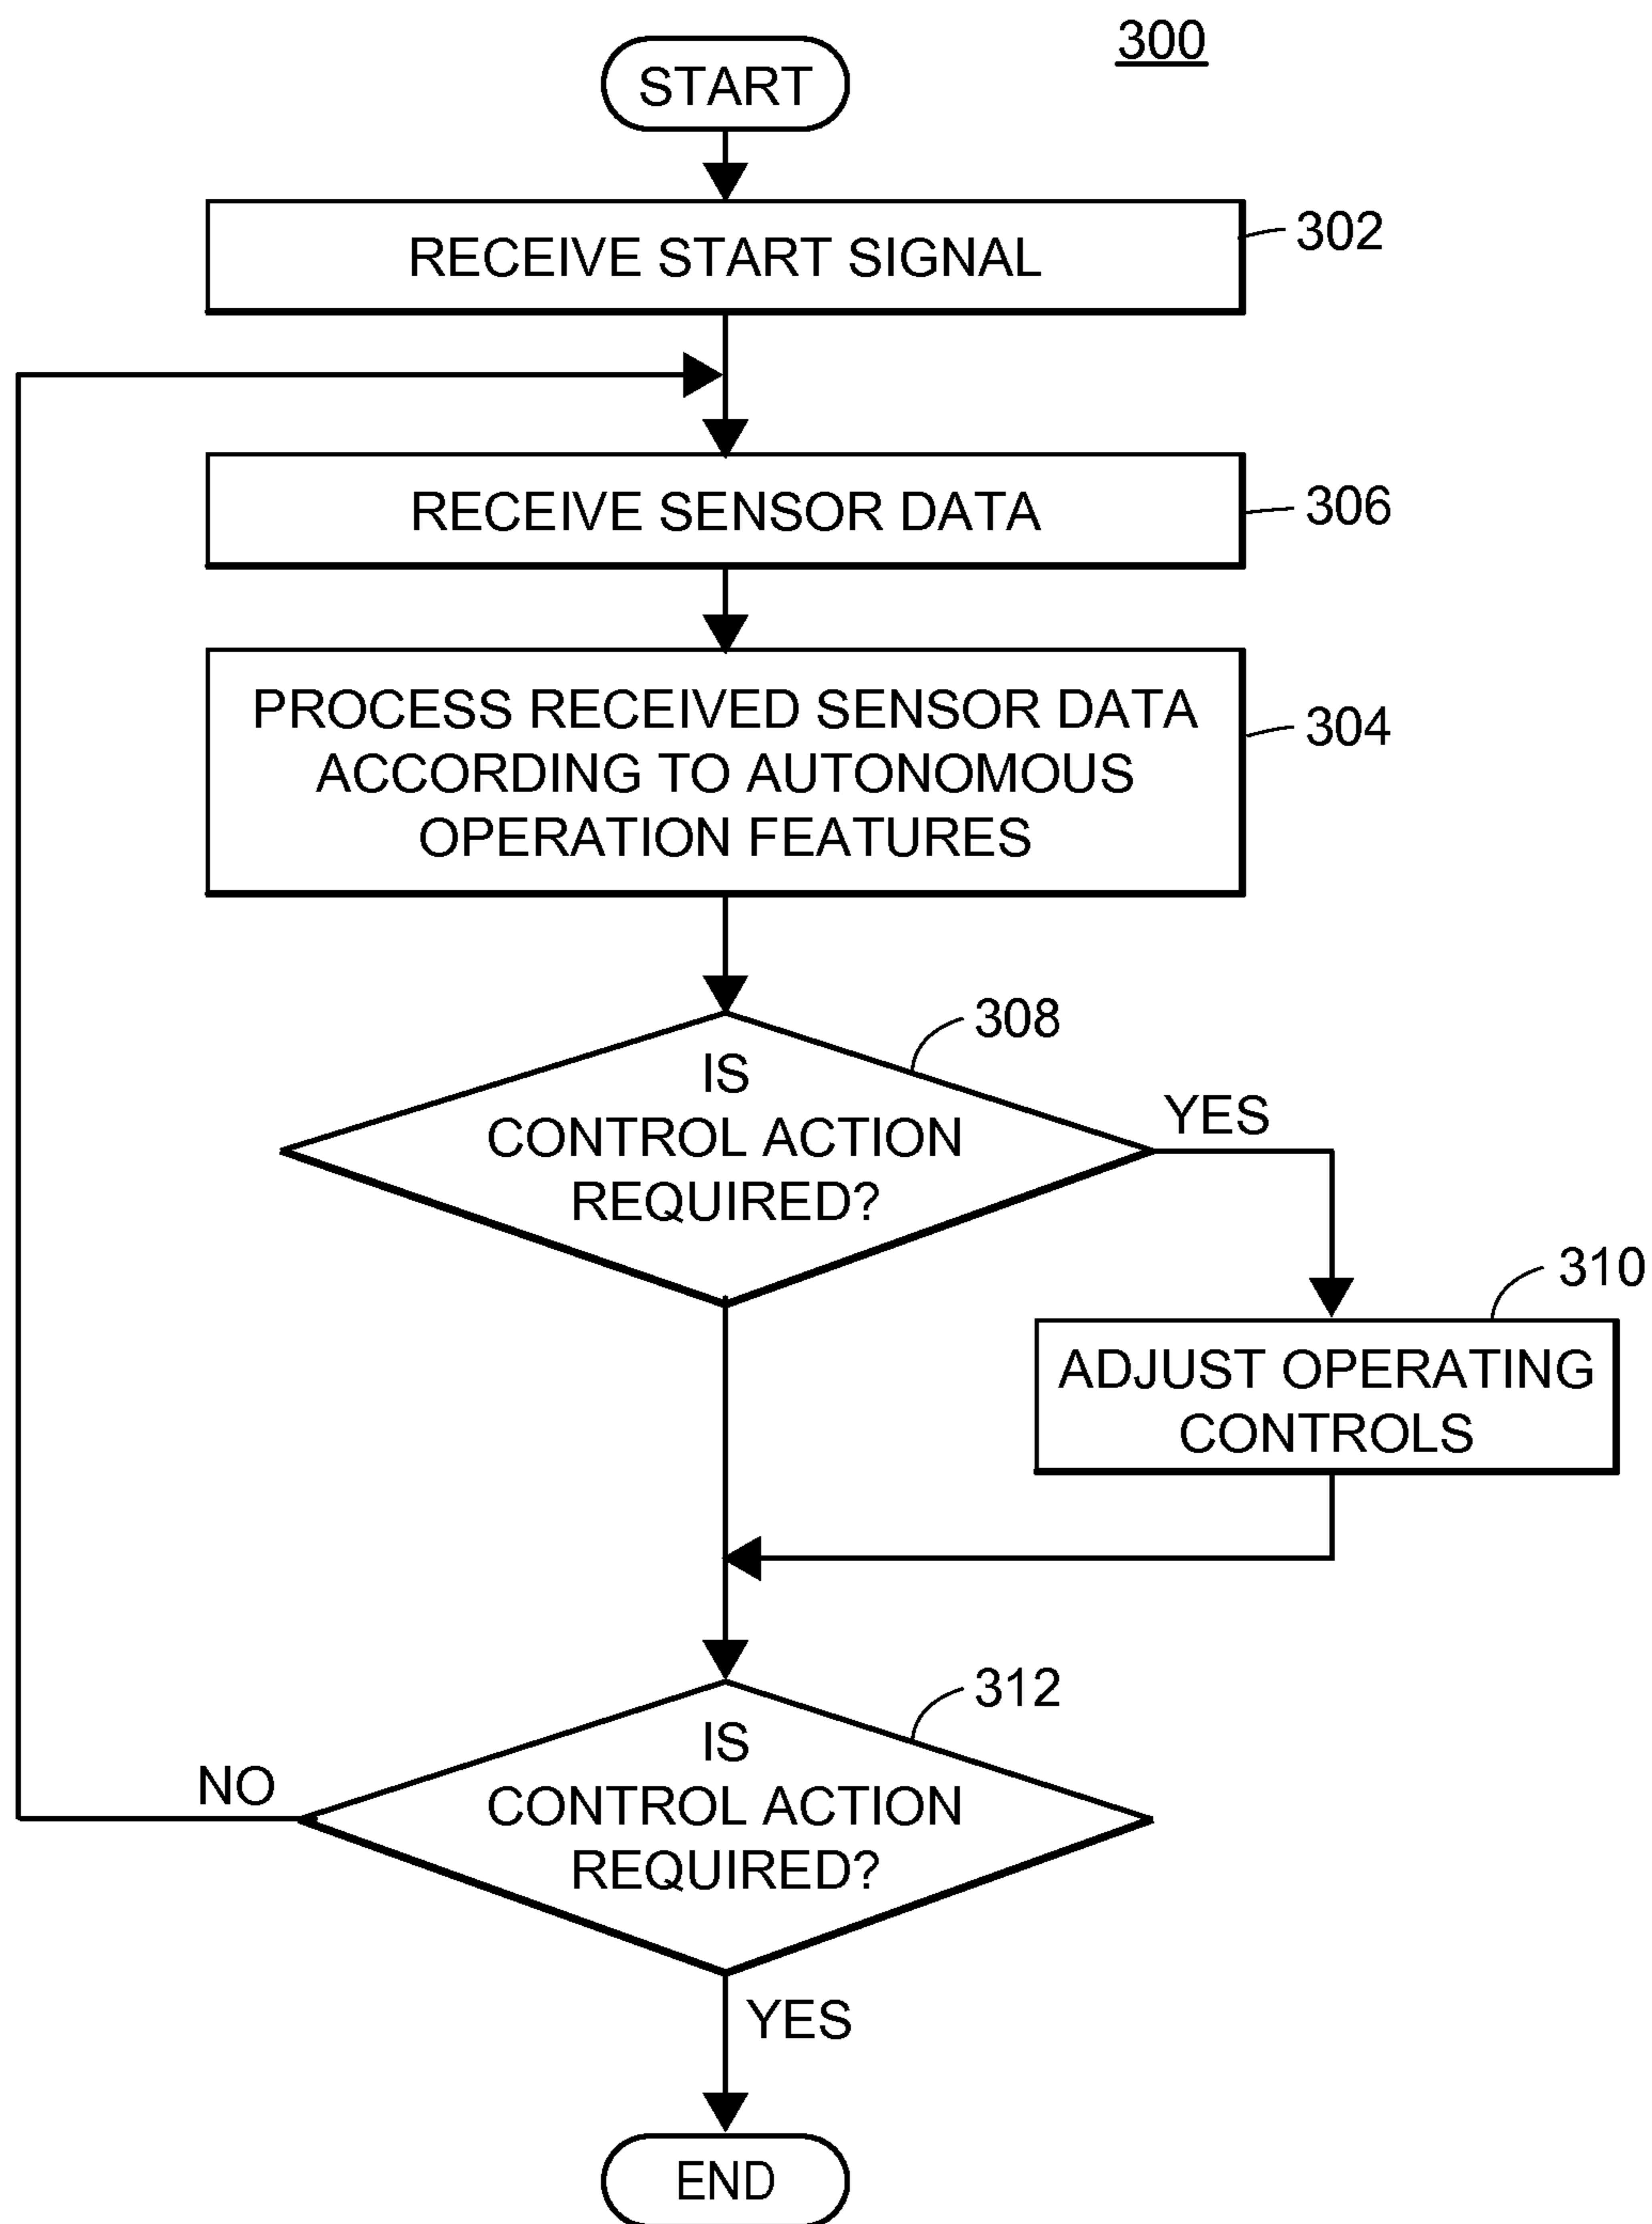 300
START
RECEIVE START SIGNAL
302
RECEIVE SENSOR DATA
306
PROCESS RECEIVED SENSOR DATA
ACCORDING TO AUTONOMOUS
OPERATION FEATURES
304
308
IS
CONTROL ACTION
REQUIRED?
YES
310
ADJUST OPERATING
CONTROLS
312
IS
CONTROL ACTION
REQUIRED?
NO
YES
END